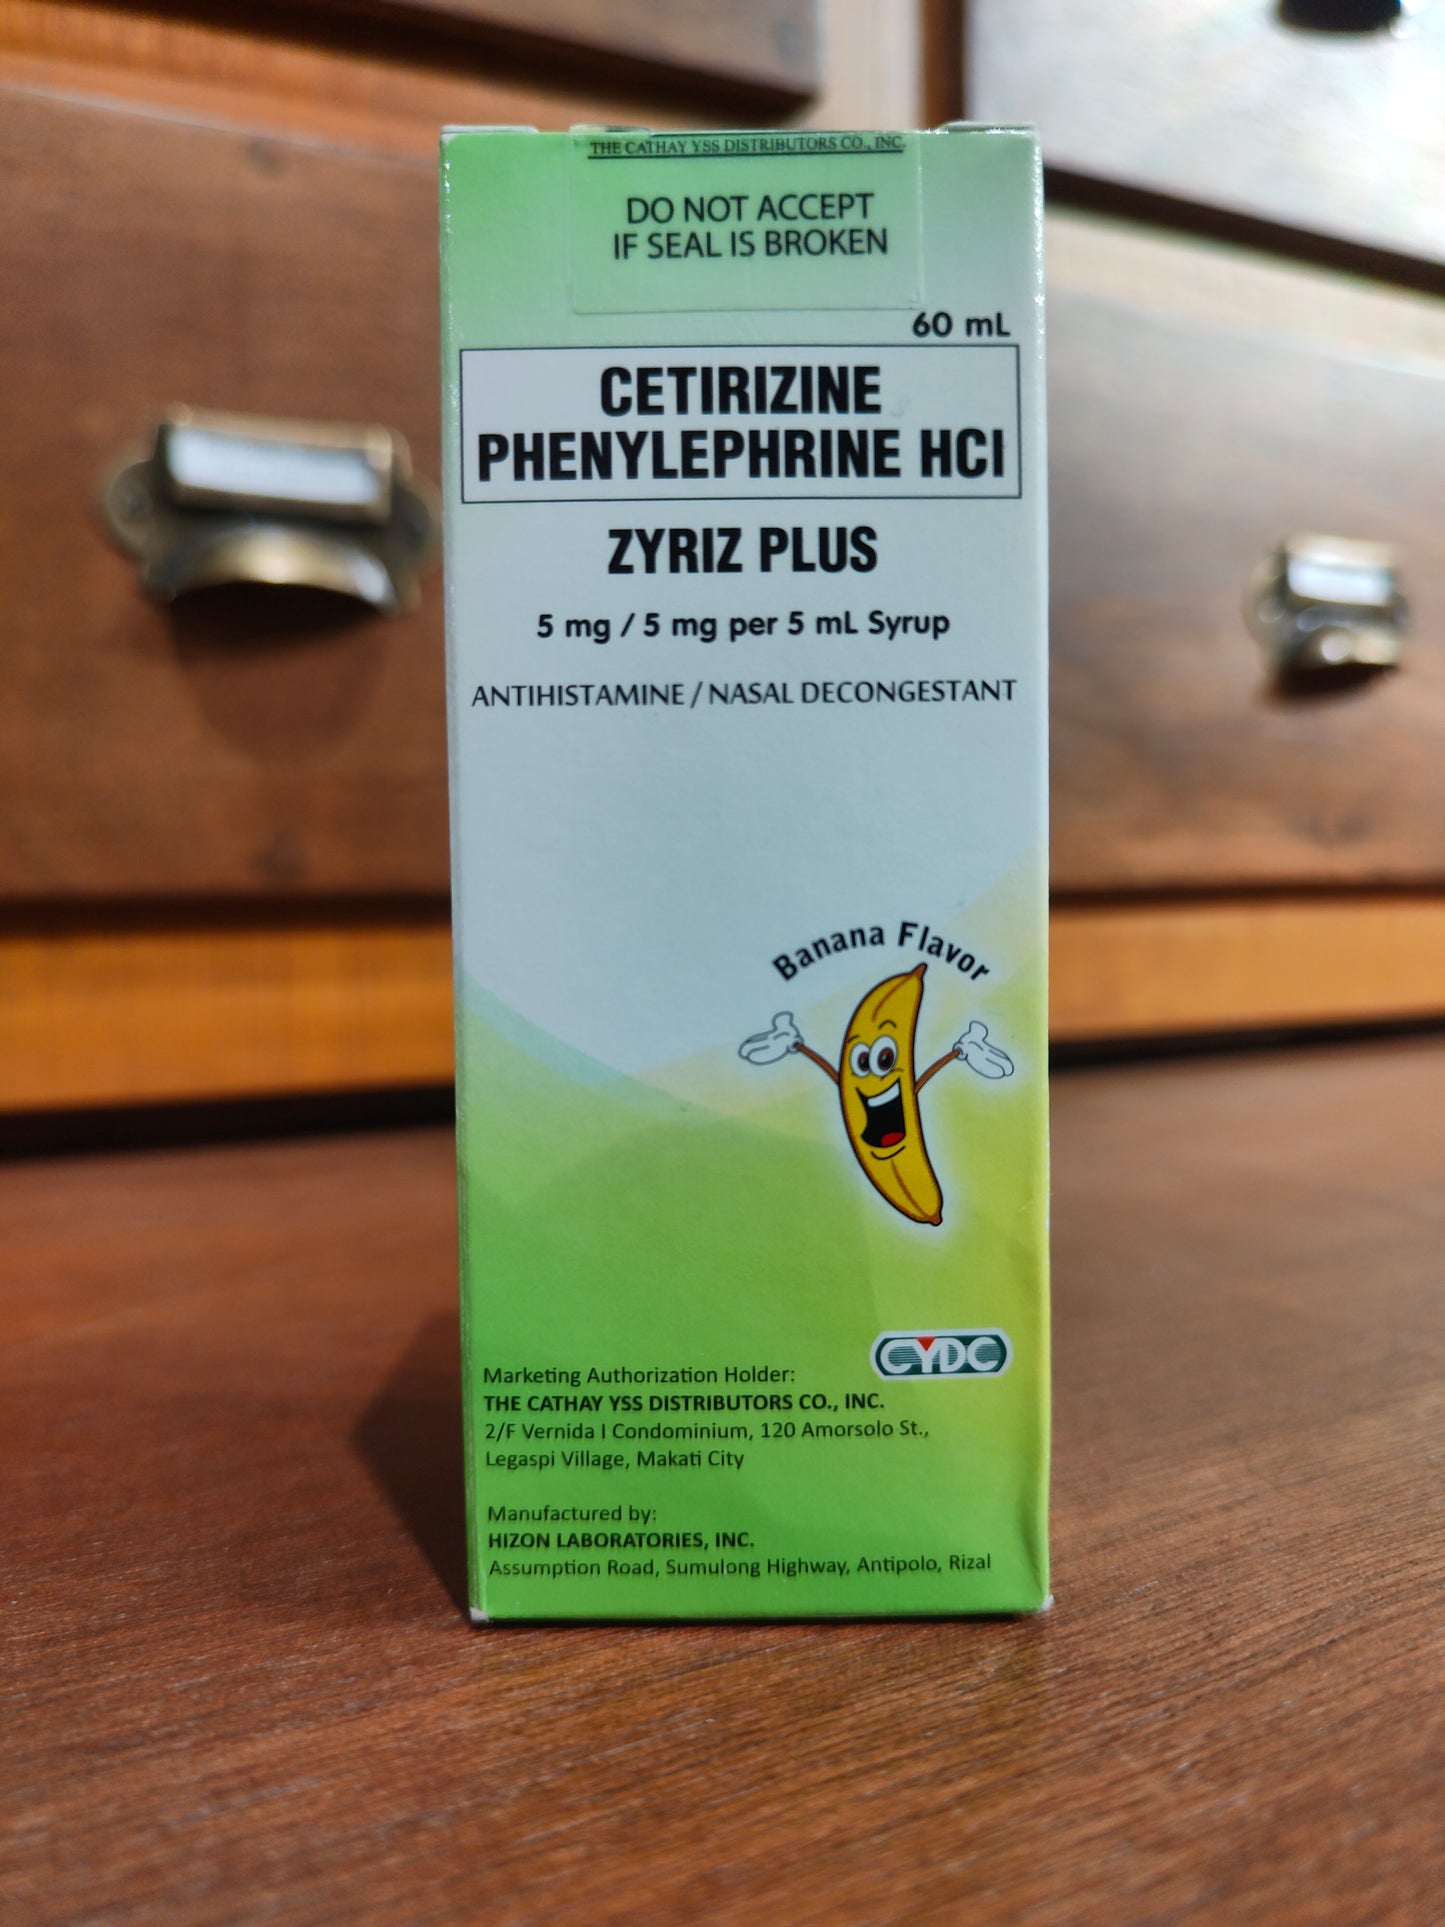 THE CATHAY YSS DISTRIBUTORS CO., INC.
DO NOT ACCEPT
IF SEAL IS BROKEN
60 mL
CETIRIZINE
PHENYLEPHRINE HCl
ZYRIZ PLUS
5 mg / 5 mg per 5 mL Syrup
ANTIHISTAMINE / NASAL DECONGESTANT
Banana Flavor
CYDC
Marketing Authorization Holder:
THE CATHAY YSS DISTRIBUTORS CO., INC.
2/F Vernida I Condominium, 120 Amorsolo St.,
Legaspi Village, Makati City
Manufactured by:
HIZON LABORATORIES, INC.
Assumption Road, Sumulong Highway, Antipolo, Rizal